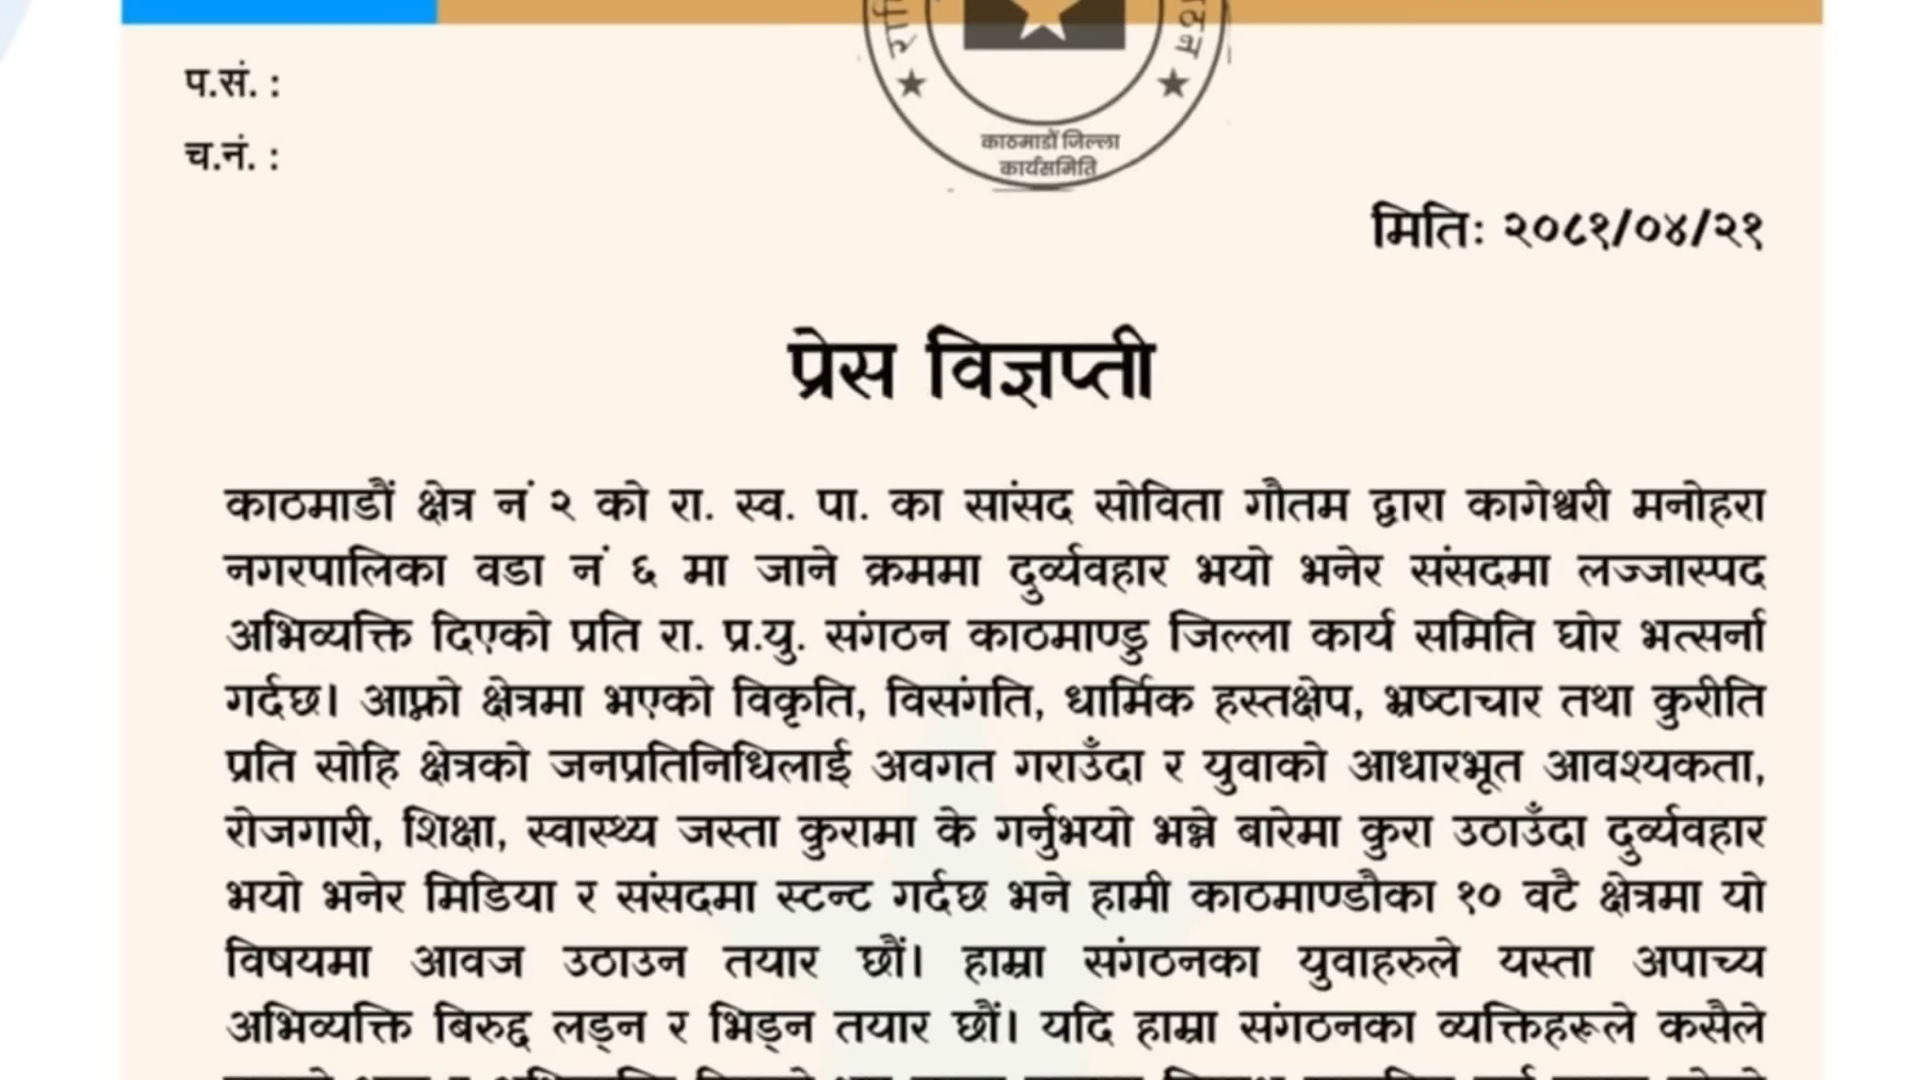 प.सं. :
च.नं. :
काठमाडौं जिल्ला
कार्यसमिति
मितिः २०८१/०४/२१
प्रेस विज्ञप्ती
काठमाडौं क्षेत्र नं २ को रा. स्व. पा. का सांसद सोविता गौतम द्वारा कागेश्वरी मनोहरा
नगरपालिका वडा नं ६ मा जाने क्रममा दुर्व्यवहार भयो भनेर संसदमा लज्जास्पद
अभिव्यक्ति दिएको प्रति रा. प्र.यु. संगठन काठमाण्डु जिल्ला कार्य समिति घोर भत्सर्ना
गर्दछ। आफ्नो क्षेत्रमा भएको विकृति, विसंगति, धार्मिक हस्तक्षेप, भ्रष्टाचार तथा कुरीति
प्रति सोहि क्षेत्रको जनप्रतिनिधिलाई अवगत गराउँदा र युवाको आधारभूत आवश्यकता,
रोजगारी, शिक्षा, स्वास्थ्य जस्ता कुरामा के गर्नुभयो भन्ने बारेमा कुरा उठाउँदा दुर्व्यवहार
भयो भनेर मिडिया र संसदमा स्टन्ट गर्दछ भने हामी काठमाण्डौका १० वटै क्षेत्रमा यो
विषयमा आवज उठाउन तयार छौं। हाम्रा संगठनका युवाहरुले यस्ता अपाच्य
अभिव्यक्ति बिरुद्द लड्न र भिड्न तयार छौं। यदि हाम्रा संगठनका व्यक्तिहरूले कसैले